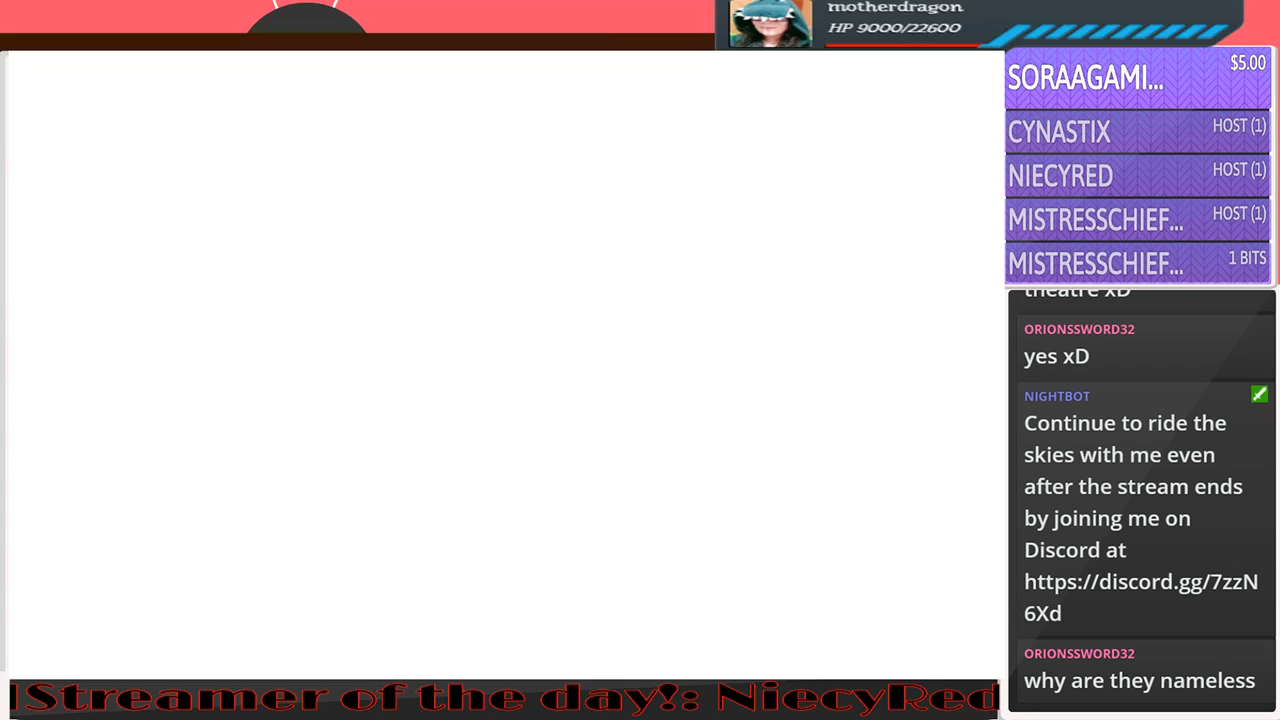 motherdragon
HP 9000/22600
SORAAGAMI... $5.00
CYNASTIX HOST (1)
NIECYRED HOST (1)
MISTRESSCHIEF... HOST (1)
MISTRESSCHIEF... 1 BITS
theatre xD
ORIONSSWORD32
yes xD
NIGHTBOT
Continue to ride the
skies with me even
after the stream ends
by joining me on
Discord at
https://discord.gg/7zzN
6Xd
ORIONSSWORD32
why are they nameless
Streamer of the day!: NiecyRed